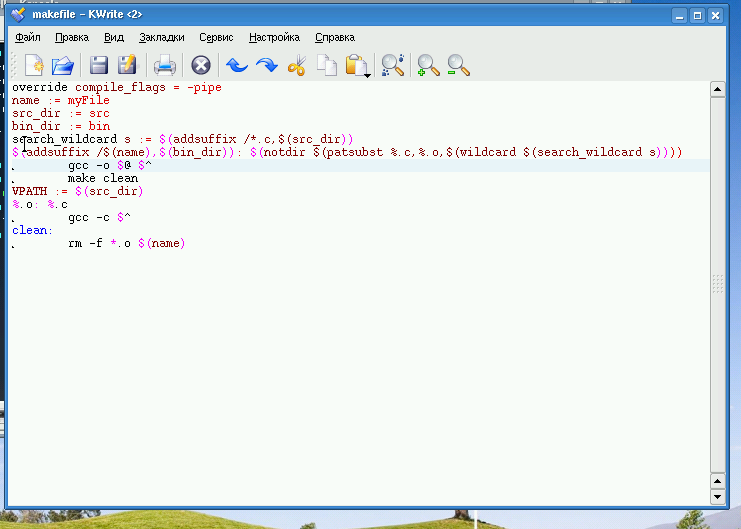 makefile – KWrite <2>
Файл Правка Вид Закладки Сервис Настройка Справка
override compile_flags = -pipe
name := myFile
src_dir := src
bin_dir := bin
search_wildcard s := $(addsuffix /*.c,$(src_dir))
$(addsuffix /$(name),$(bin_dir)): $(notdir $(patsubst %.c,%.o,$(wildcard $(search_wildcard s))))
gcc -o $@ $^
make clean
VPATH := $(src_dir)
%.o: %.c
gcc -c $^
clean:
rm -f *.o $(name)